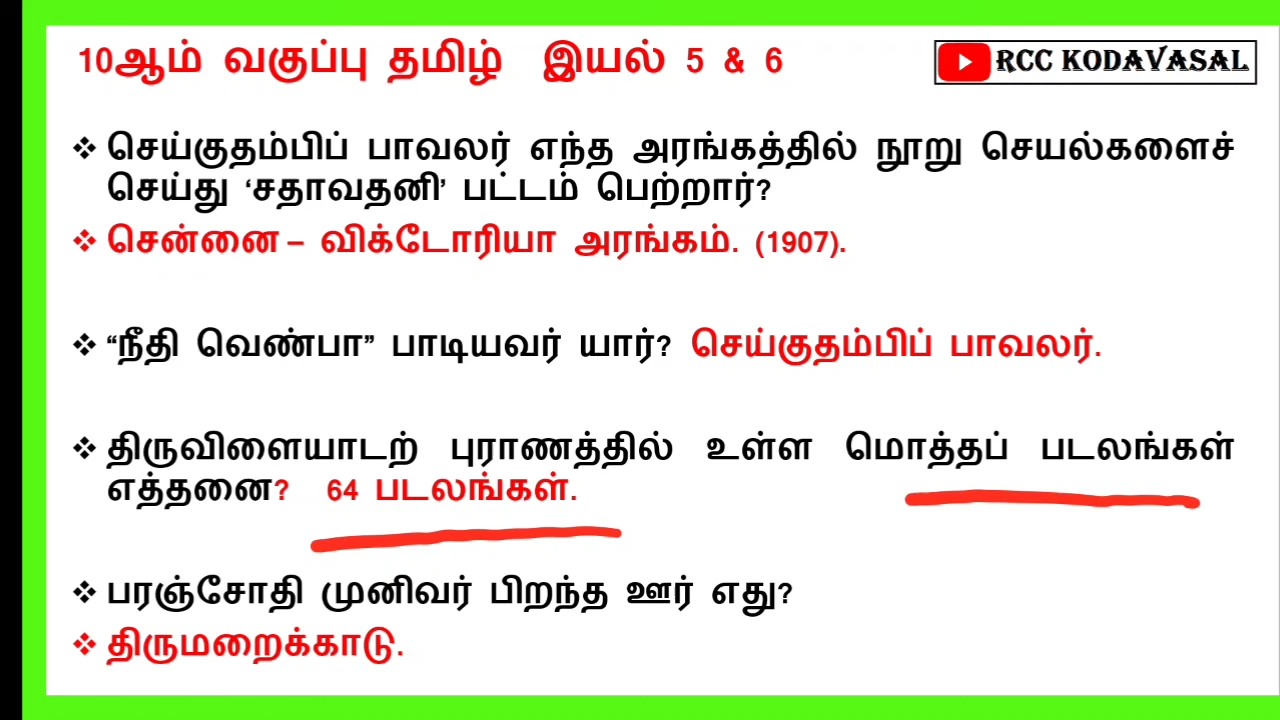 10ஆம் வகுப்பு தமிழ் இயல் 5 & 6
RCC KODAVASAL
❖ செய்குதம்பிப் பாவலர் எந்த அரங்கத்தில் நூறு செயல்களைச்
செய்து ‘சதாவதனி’ பட்டம் பெற்றார்?
❖ சென்னை – விக்டோரியா அரங்கம். (1907).
❖ “நீதி வெண்பா” பாடியவர் யார்? செய்குதம்பிப் பாவலர்.
❖ திருவிளையாடற் புராணத்தில் உள்ள மொத்தப் படலங்கள்
எத்தனை? 64 படலங்கள்.
❖ பரஞ்சோதி முனிவர் பிறந்த ஊர் எது?
❖ திருமறைக்காடு.